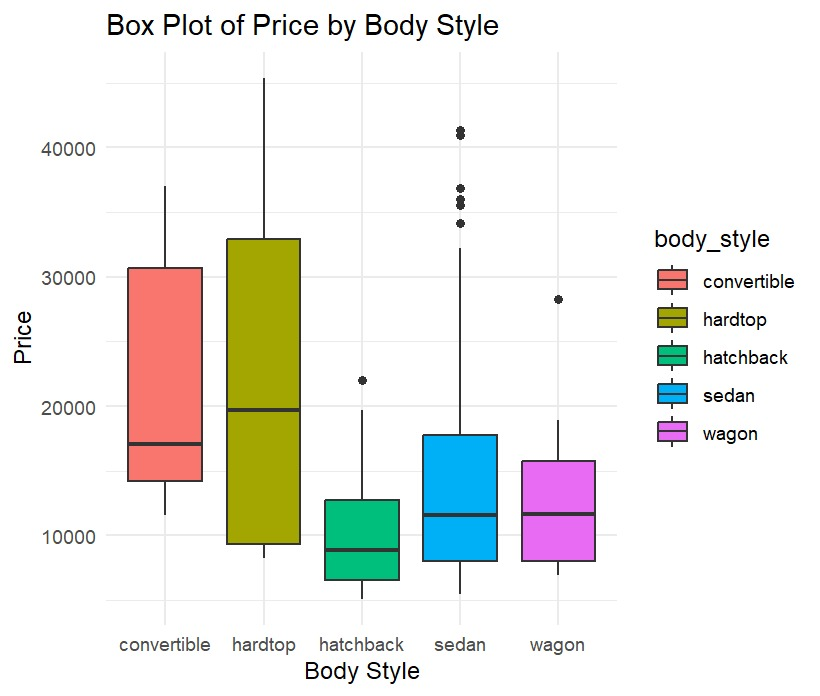 Box Plot of Price by Body Style
Price
40000
30000
20000
10000
convertible hardtop hatchback sedan wagon
Body Style
body_style
convertible
hardtop
hatchback
sedan
wagon